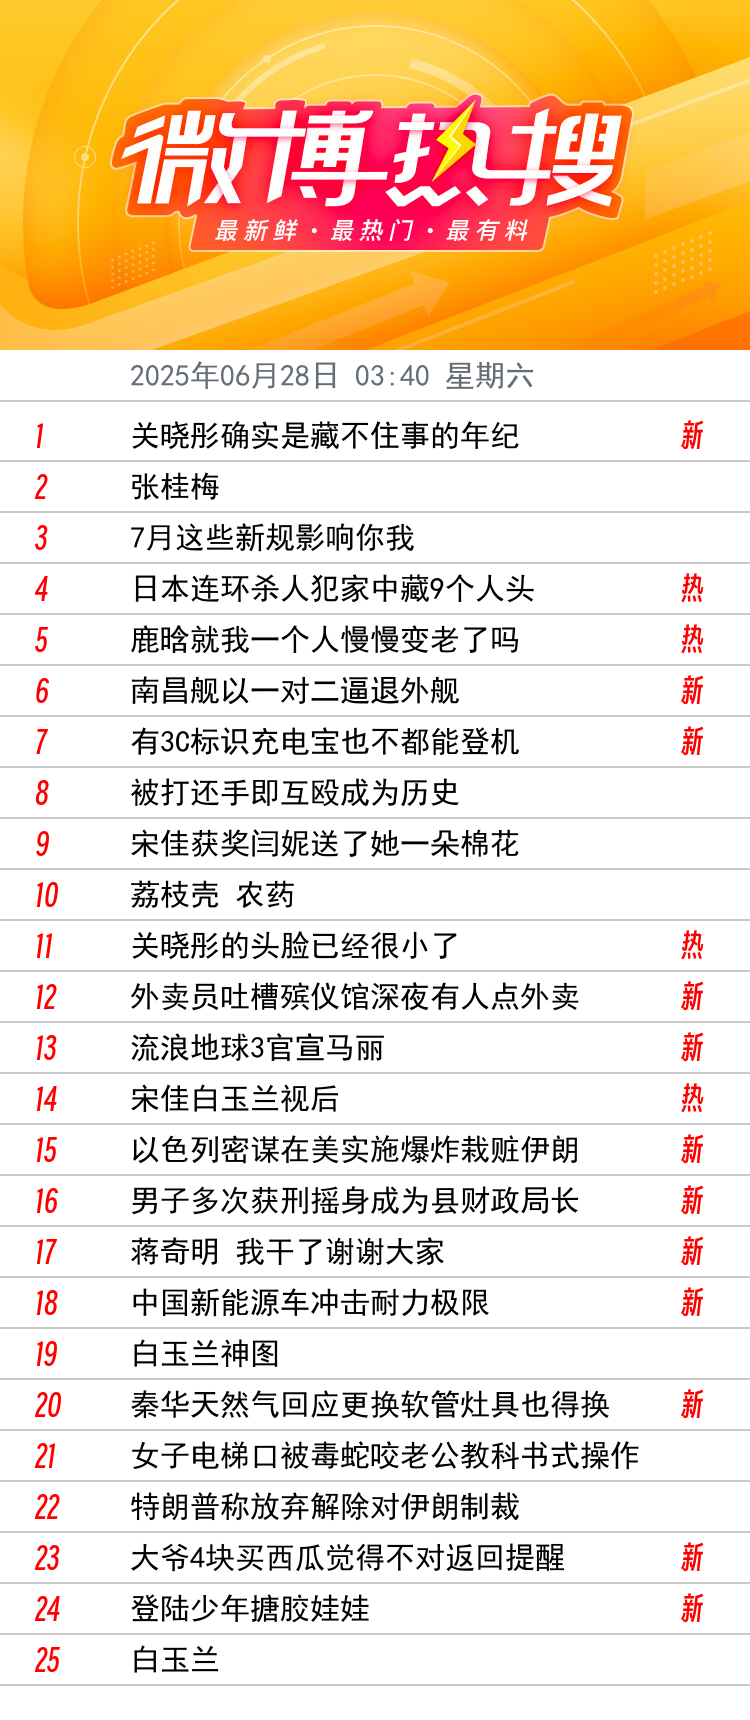 微博热搜
最新鲜·最热门·最有料
2025年06月28日 03:40 星期六
1 关晓彤确实是藏不住事的年纪 新
2 张桂梅
3 7月这些新规影响你我
4 日本连环杀人犯家中藏9个人头 热
5 鹿晗就我一个人慢慢变老了吗 热
6 南昌舰以一对二逼退外舰 新
7 有3C标识充电宝也不都能登机 新
8 被打还手即互殴成为历史
9 宋佳获奖闫妮送了她一朵棉花
10 荔枝壳 农药
11 关晓彤的头脸已经很小了 热
12 外卖员吐槽殡仪馆深夜有人点外卖 新
13 流浪地球3官宣马丽 新
14 宋佳白玉兰视后 热
15 以色列密谋在美实施爆炸栽赃伊朗 新
16 男子多次获刑摇身成为县财政局长 新
17 蒋奇明 我干了谢谢大家 新
18 中国新能源车冲击耐力极限 新
19 白玉兰神图
20 秦华天然气回应更换软管灶具也得换 新
21 女子电梯口被毒蛇咬老公教科书式操作
22 特朗普称放弃解除对伊朗制裁
23 大爷4块买西瓜觉得不对返回提醒 新
24 登陆少年搪胶娃娃 新
25 白玉兰